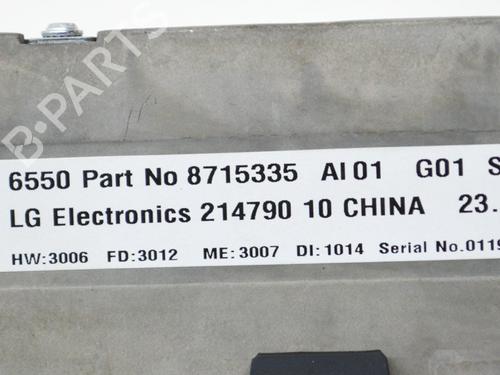 B-PARTS
6550 Part No 8715335 AI 01 G01 S
LG Electronics 214790 10 CHINA 23.
HW:3006 FD:3012 ME:3007 DI:1014 Serial No.0119